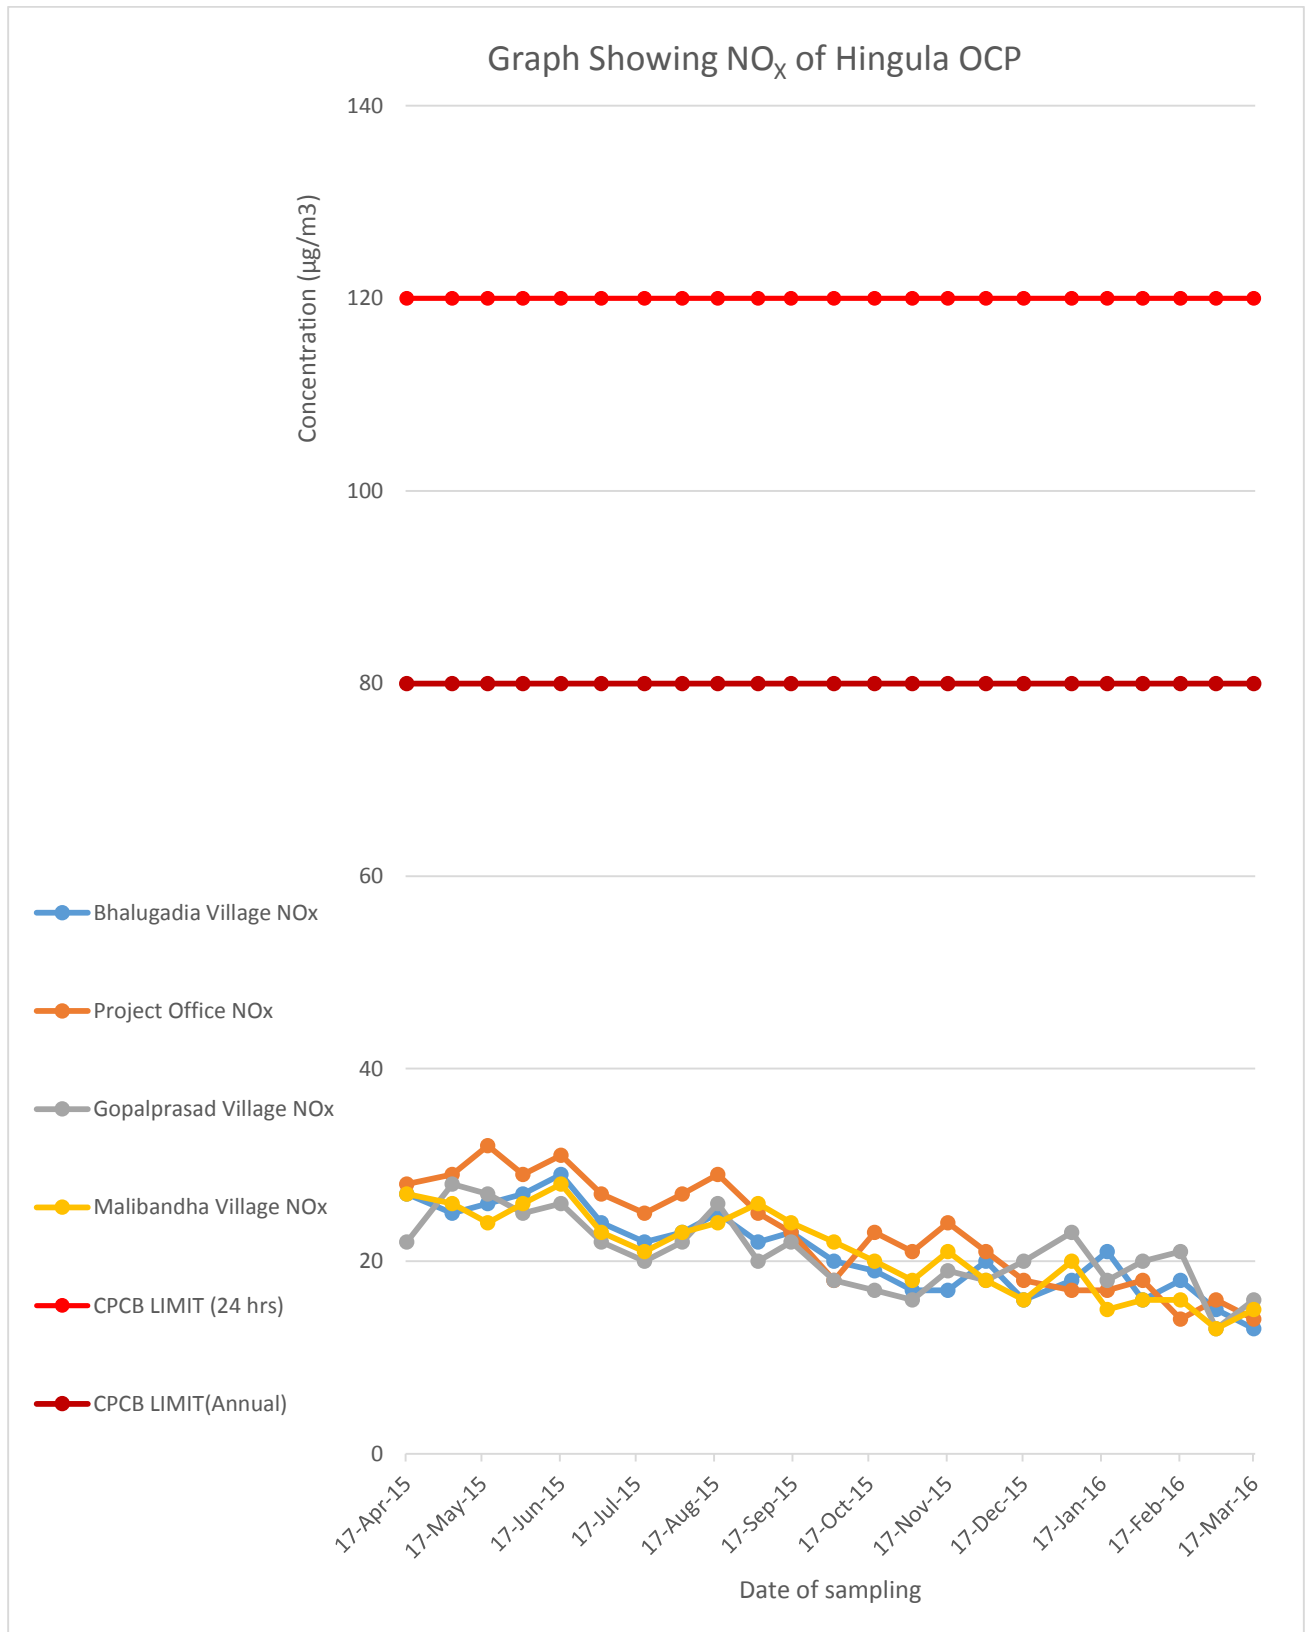 Graph Showing NOX of Hingula OCP
140
120
100
80
60
40
20
0
Concentration (µg/m3)
Bhalugadia Village NOx
Project Office NOx
Gopalprasad Village NOx
Malibandha Village NOx
CPCB LIMIT (24 hrs)
CPCB LIMIT(Annual)
17-Apr-15
17-May-15
17-Jun-15
17-Jul-15
17-Aug-15
17-Sep-15
17-Oct-15
17-Nov-15
17-Dec-15
17-Jan-16
17-Feb-16
17-Mar-16
Date of sampling